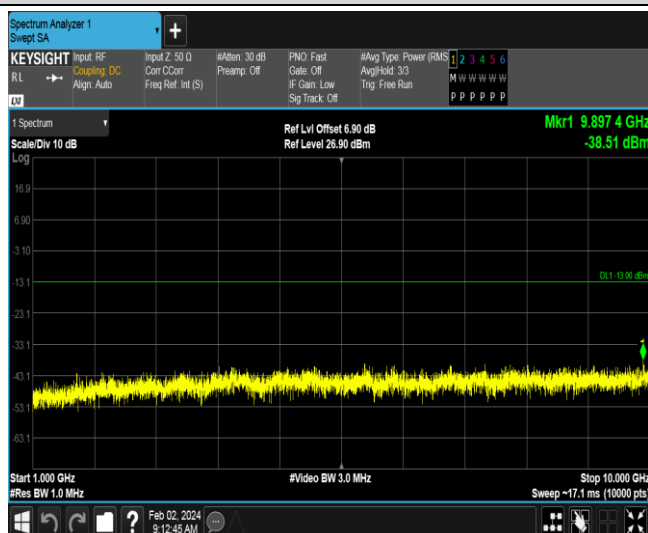 Spectrum Analyzer 1
Swept SA
+
KEYSIGHT
RL
LXI
Input: RF
Coupling: DC
Align: Auto
Input Z: 50 Ω
Corr CCorr
Freq Ref: Int (S)
#Atten: 30 dB
Preamp: Off
PNO: Fast
Gate: Off
IF Gain: Low
Sig Track: Off
#Avg Type: Power (RMS
Avg|Hold: 3/3
Trig: Free Run
1 2 3 4 5 6
M W W W W W
P P P P P P
1 Spectrum
Scale/Div 10 dB
Log
Ref Lvl Offset 6.90 dB
Ref Level 26.90 dBm
Mkr1 9.897 4 GHz
-38.51 dBm
16.9
6.90
-3.10
-13.1
DL1 -13.00 dBm
-23.1
-33.1
-43.1
-53.1
-63.1
Start 1.000 GHz
#Res BW 1.0 MHz
#Video BW 3.0 MHz
Stop 10.000 GHz
Sweep ~17.1 ms (10000 pts)
?
Feb 02, 2024
9:12:45 AM